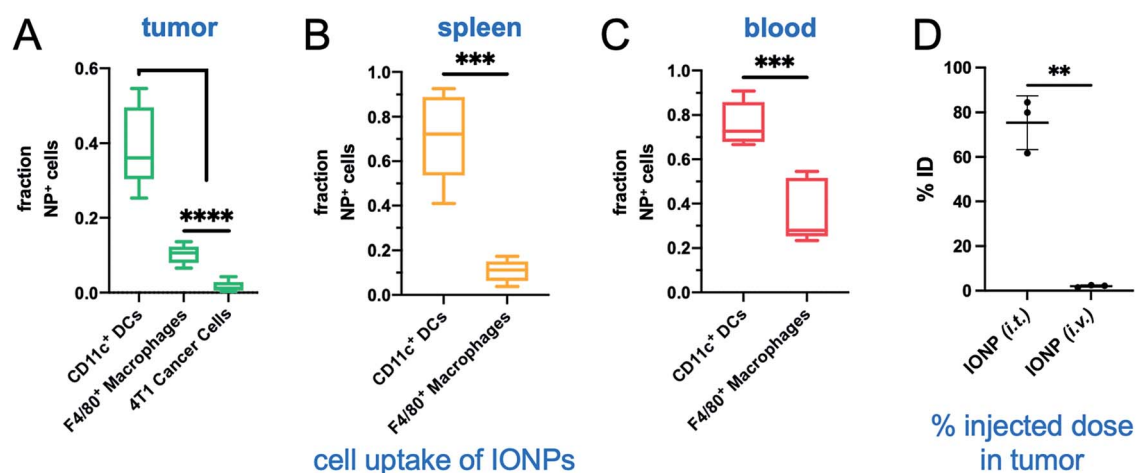 A
tumor
fraction
NP⁺ cells
0.6
0.4
0.2
0.0
****
CD11c⁺ DCs
F4/80⁺ Macrophages
4T1 Cancer Cells
B
spleen
fraction
NP⁺ cells
1.0
0.8
0.6
0.4
0.2
0.0
***
CD11c⁺ DCs
F4/80⁺ Macrophages
C
blood
fraction
NP⁺ cells
1.0
0.8
0.6
0.4
0.2
0.0
***
CD11c⁺ DCs
F4/80⁺ Macrophages
D
% ID
100
80
60
40
20
0
**
IONP (i.t.)
IONP (i.v.)
cell uptake of IONPs
% injected dose
in tumor